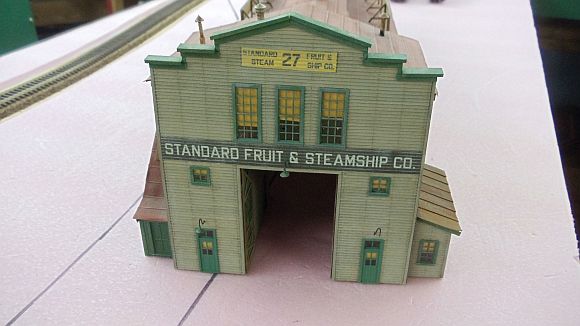 STANDARD FRUIT &
STEAM 27 SHIP CO.
STANDARD FRUIT & STEAMSHIP CO.